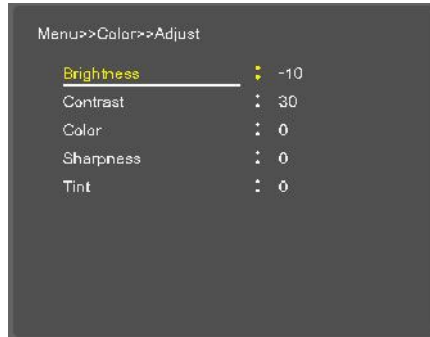 Menu>>Color>>Adjust
Brightness : -10
Contrast : 30
Color : 0
Sharpness : 0
Tint : 0